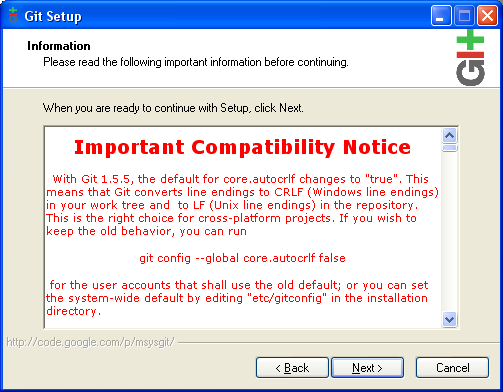 Git Setup
Information
Please read the following important information before continuing.
GIT
When you are ready to continue with Setup, click Next.
Important Compatibility Notice
With Git 1.5.5, the default for core.autocrlf changes to "true". This
means that Git converts line endings to CRLF (Windows line endings)
in your work tree and  to LF (Unix line endings) in the repository.
This is the right choice for cross-platform projects. If you wish to
keep the old behavior, you can run
git config --global core.autocrlf false
for the user accounts that shall use the old default; or you can set
the system-wide default by editing "etc/gitconfig" in the installation
directory.
http://code.google.com/p/msysgit/
< Back
Next >
Cancel